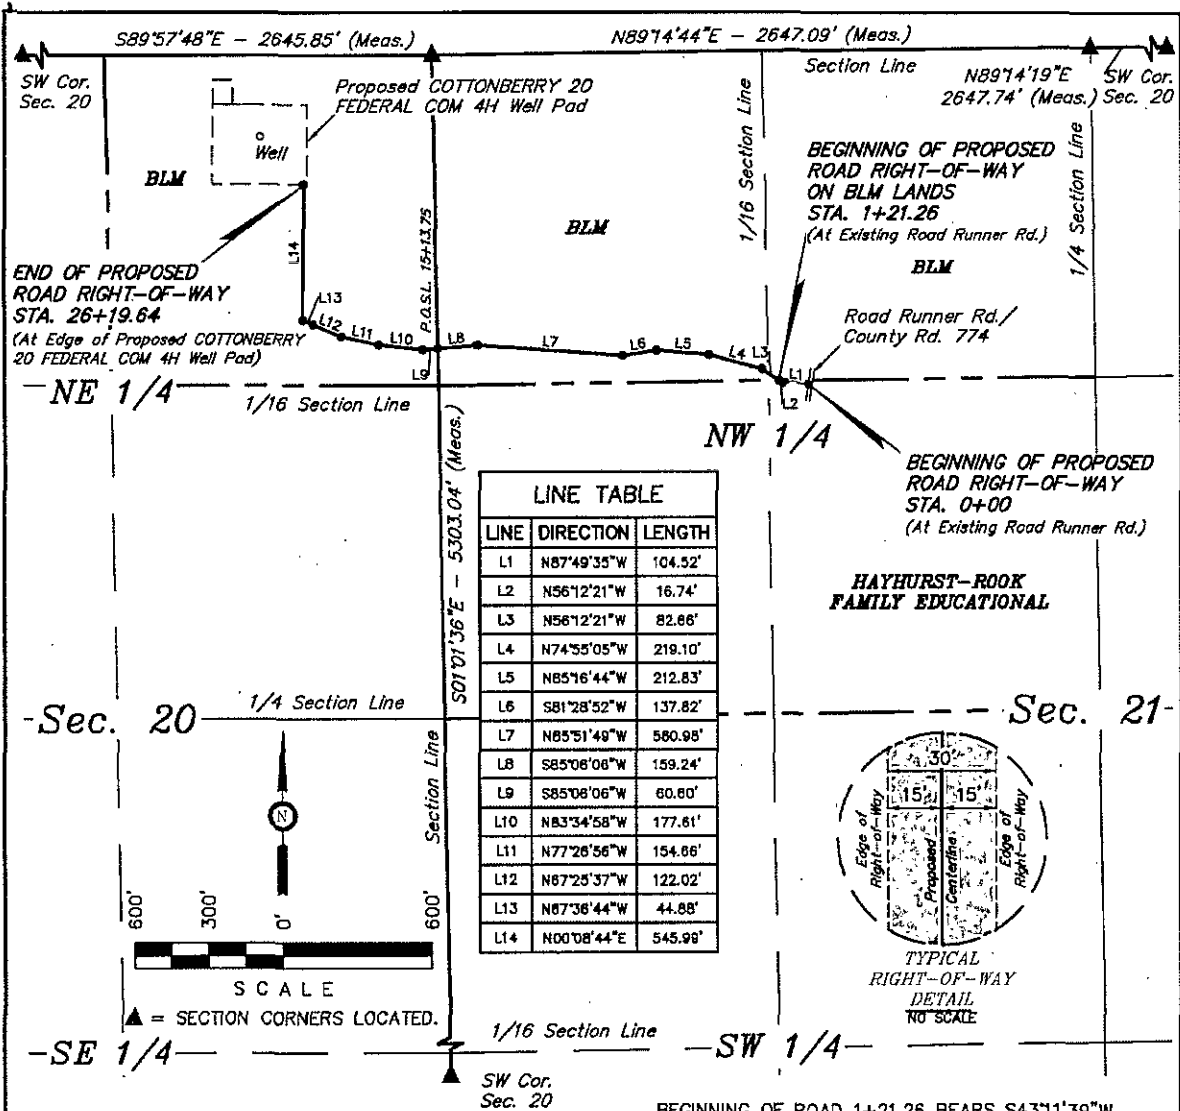 S89°57'48"E - 2645.85' (Meas.)
N89°14'44"E - 2647.09' (Meas.)
Section Line
N89°14'19"E
2647.74' (Meas.)
SW Cor.
Sec. 20
SW Cor.
Sec. 20
Proposed COTTONBERRY 20
FEDERAL COM 4H Well Pad
Well
BLM
BLM
BLM
1/16 Section Line
1/4 Section Line
BEGINNING OF PROPOSED
ROAD RIGHT-OF-WAY
ON BLM LANDS
STA. 1+21.26
(At Existing Road Runner Rd.)
P.O.S.L. 15+13.75
END OF PROPOSED
ROAD RIGHT-OF-WAY
STA. 26+19.64
(At Edge of Proposed COTTONBERRY
20 FEDERAL COM 4H Well Pad)
Road Runner Rd./
County Rd. 774
L14
L13
L12
L11
L10
L9
L8
L7
L6
L5
L4
L3
L1
L2
NE 1/4
1/16 Section Line
NW 1/4
BEGINNING OF PROPOSED
ROAD RIGHT-OF-WAY
STA. 0+00
(At Existing Road Runner Rd.)
S01°01'36"E - 5303.04' (Meas.)
HAYHURST-ROOK
FAMILY EDUCATIONAL
LINE TABLE
LINE DIRECTION LENGTH
L1 N87°49'35"W 104.52'
L2 N56°12'21"W 16.74'
L3 N56°12'21"W 82.86'
L4 N74°55'05"W 219.10'
L5 N85°16'44"W 212.83'
L6 S81°28'52"W 137.82'
L7 N85°51'49"W 580.98'
L8 S85°06'06"W 159.24'
L9 S85°06'06"W 60.60'
L10 N83°34'58"W 177.61'
L11 N77°26'56"W 154.66'
L12 N67°25'37"W 122.02'
L13 N67°36'44"W 44.88'
L14 N00°08'44"E 545.99'
Sec. 20
1/4 Section Line
Sec. 21
Section Line
N
600'
300'
0'
600'
SCALE
▲ = SECTION CORNERS LOCATED.
30'
15'
15'
Edge of
Right-of-Way
Proposed
Centerline
Edge of
Right-of-Way
TYPICAL
RIGHT-OF-WAY
DETAIL
NO SCALE
SE 1/4
1/16 Section Line
SW 1/4
SW Cor.
Sec. 20
BEGINNING OF ROAD 1+21.26 BEARS S43°11'39"W